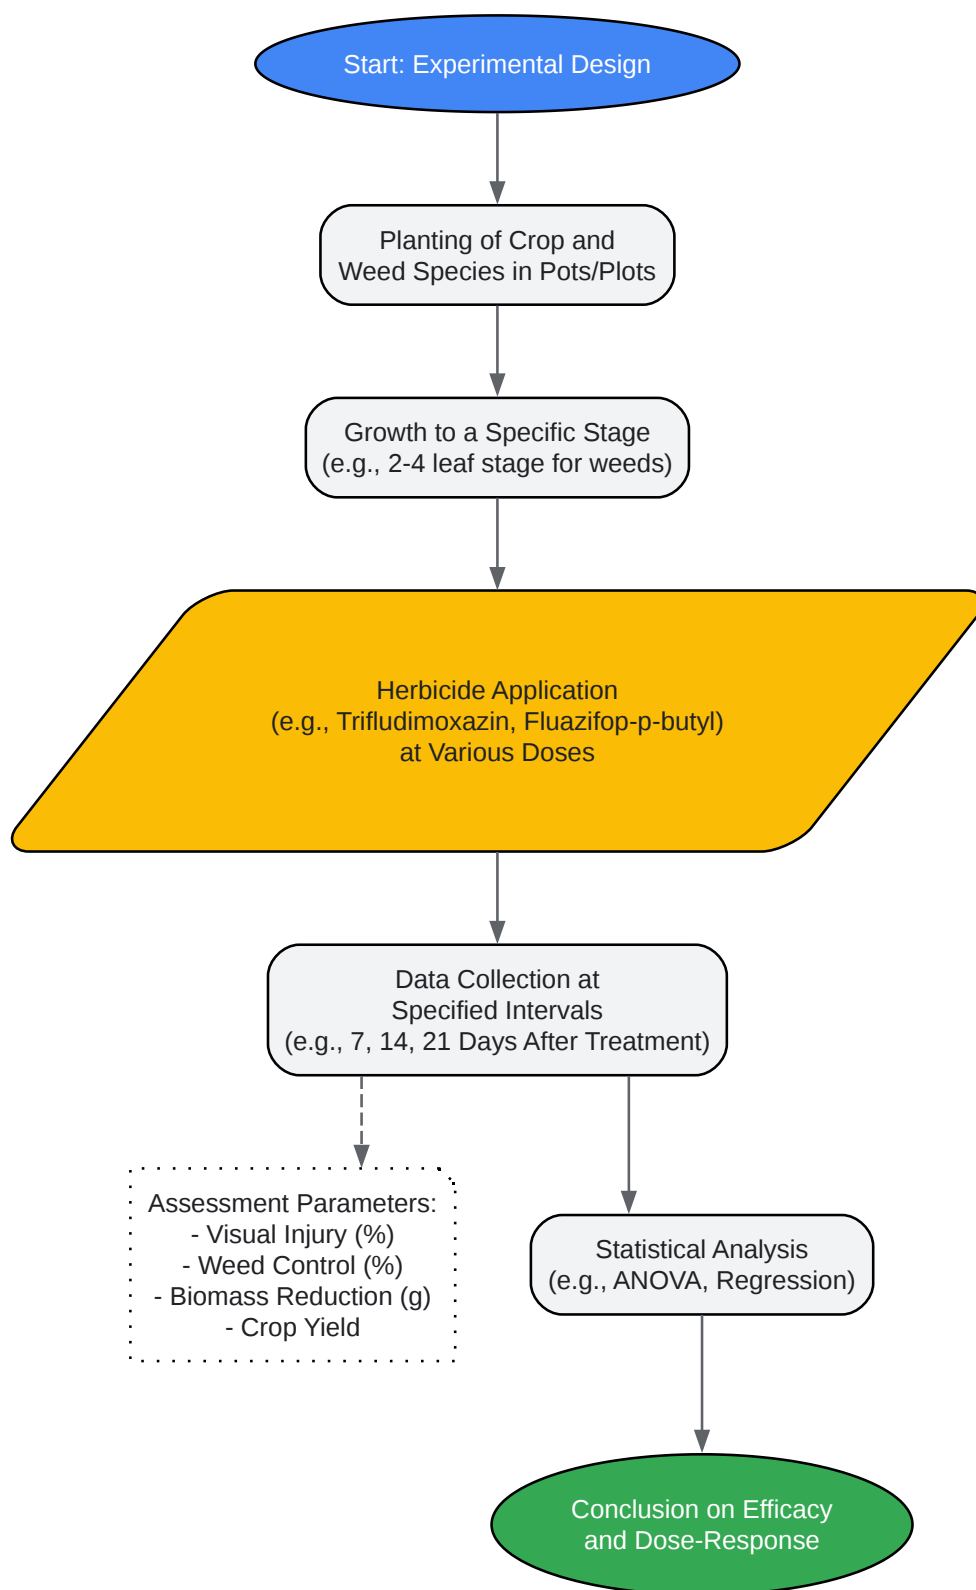 Start: Experimental Design
Planting of Crop and
Weed Species in Pots/Plots
Growth to a Specific Stage
(e.g., 2-4 leaf stage for weeds)
Herbicide Application
(e.g., Trifludimoxazin, Fluazifop-p-butyl)
at Various Doses
Data Collection at
Specified Intervals
(e.g., 7, 14, 21 Days After Treatment)
Assessment Parameters:
- Visual Injury (%)
- Weed Control (%)
- Biomass Reduction (g)
- Crop Yield
Statistical Analysis
(e.g., ANOVA, Regression)
Conclusion on Efficacy
and Dose-Response